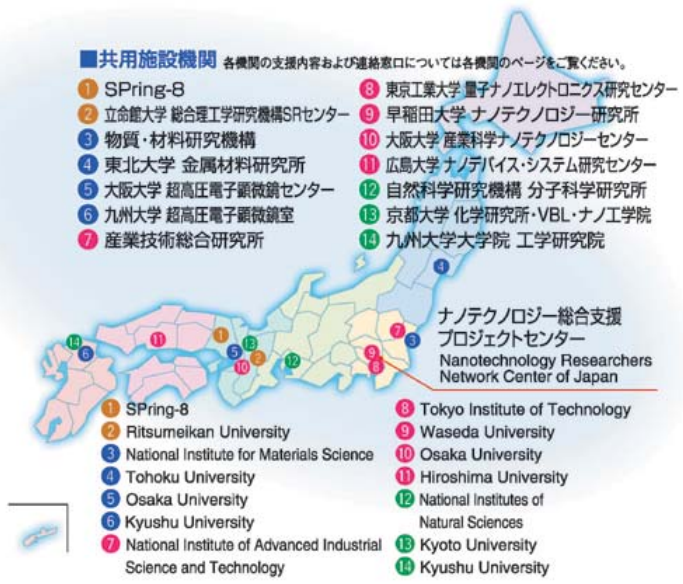 ■共用施設機関 各機関の支援内容および連絡窓口については各機関のページをご覧ください。
1 SPring-8
2 立命館大学 総合理工学研究機構SRセンター
3 物質・材料研究機構
4 東北大学 金属材料研究所
5 大阪大学 超高圧電子顕微鏡センター
6 九州大学 超高圧電子顕微鏡室
7 産業技術総合研究所
8 東京工業大学 量子ナノエレクトロニクス研究センター
9 早稲田大学 ナノテクノロジー研究所
10 大阪大学 産業科学ナノテクノロジーセンター
11 広島大学 ナノデバイス・システム研究センター
12 自然科学研究機構 分子科学研究所
13 京都大学 化学研究所・VBL・ナノ工学院
14 九州大学大学院 工学研究院
4
14
6
11
1
5
10
13
2
12
7
3
9
8
ナノテクノロジー総合支援
プロジェクトセンター
Nanotechnology Researchers
Network Center of Japan
1 SPring-8
2 Ritsumeikan University
3 National Institute for Materials Science
4 Tohoku University
5 Osaka University
6 Kyushu University
7 National Institute of Advanced Industrial
Science and Technology
8 Tokyo Institute of Technology
9 Waseda University
10 Osaka University
11 Hiroshima University
12 National Institutes of
Natural Sciences
13 Kyoto University
14 Kyushu University